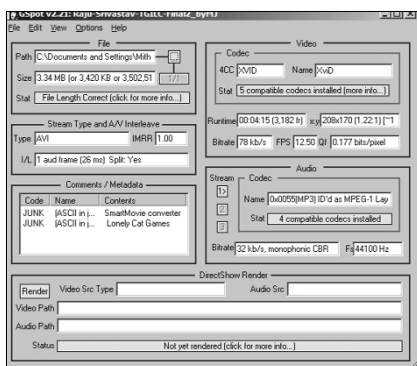 GSpot v2.21: Raju-Srivastav-TGILC-Final2_byMJ
File Edit View Options Help
File
Path C:\Documents and Settings\Mith
Size 3.34 MB (or 3,420 KB or 3,502,51 1/1
Stat File Length Correct (click for more info...)
Stream Type and A/V Interleave
Type AVI IMRR 1.00
I/L 1 aud frame (26 ms) Split: Yes
Comments / Metadata
Code Name Contents
JUNK (ASCII in j... SmartMovie converter
JUNK (ASCII in j... Lonely Cat Games
Video
Codec
4CC XVID Name XviD
Stat 5 compatible codecs installed (more info...)
Runtime 00:04:15 (3,182 fr) x:y 208x170 (1.22:1) [~1
Bitrate 78 kb/s FPS 12.50 Qf 0.177 bits/pixel
Audio
Stream Codec
1>
2
3
Name 0x0055(MP3) ID'd as MPEG-1 Lay
Stat 4 compatible codecs installed
Bitrate 32 kb/s, monophonic CBR Fs 44100 Hz
DirectShow Render
Render Video Src Type Audio Src
Video Path
Audio Path
Status Not yet rendered (click for more info...)